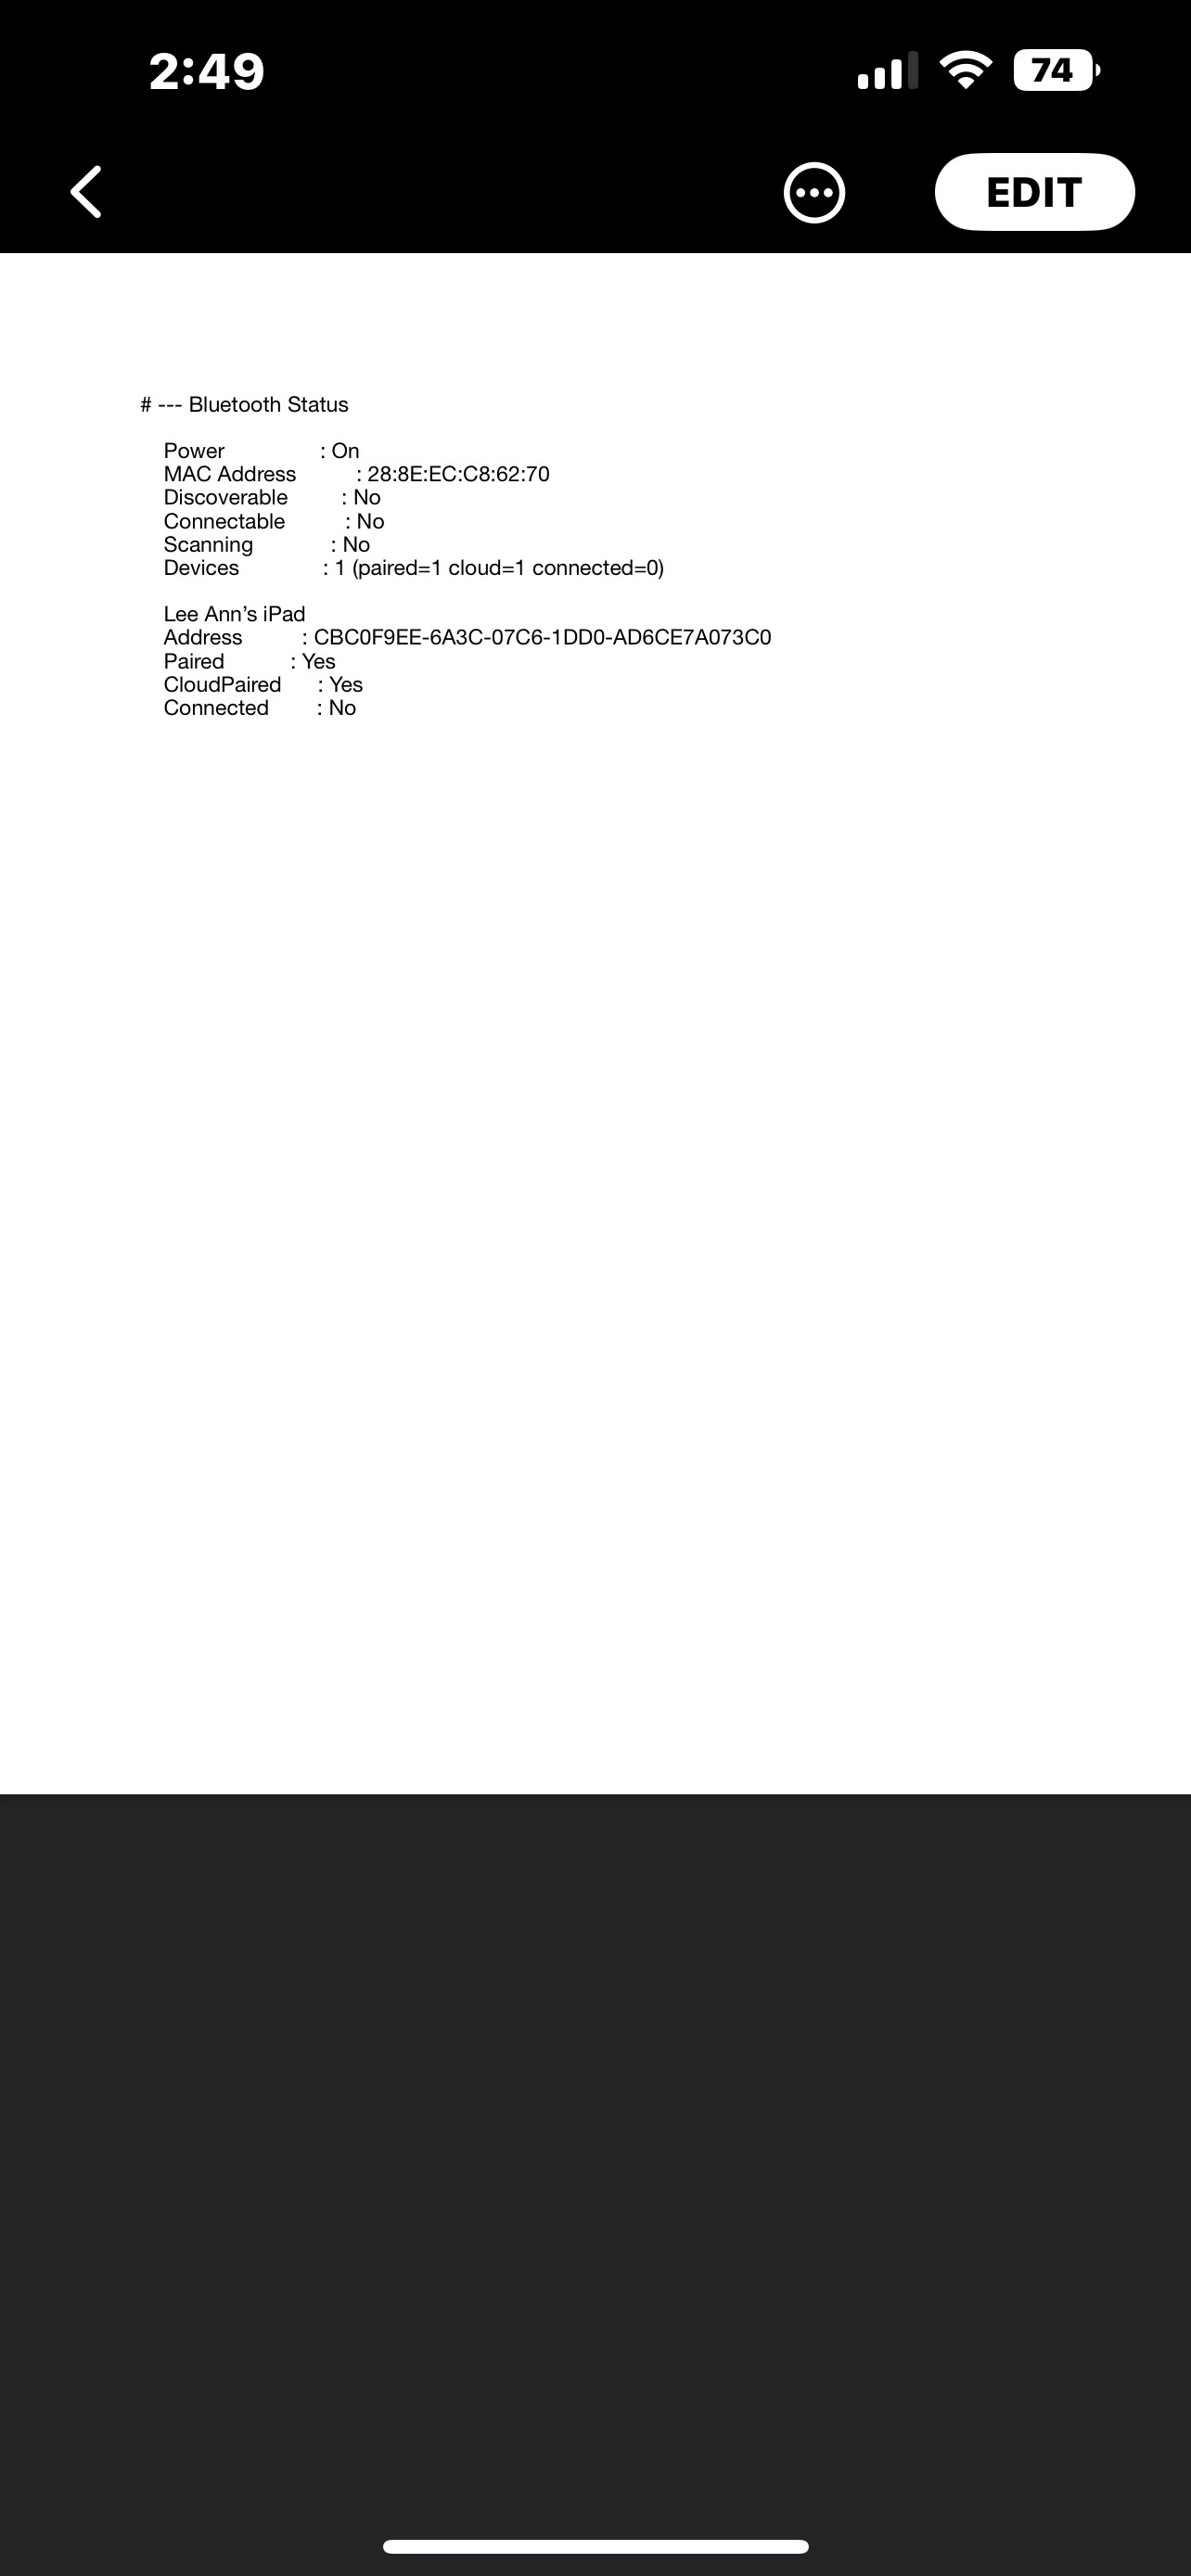 2:49
74
EDIT
# --- Bluetooth Status
Power : On
MAC Address : 28:8E:EC:C8:62:70
Discoverable : No
Connectable : No
Scanning : No
Devices : 1 (paired=1 cloud=1 connected=0)
Lee Ann’s iPad
Address : CBC0F9EE-6A3C-07C6-1DD0-AD6CE7A073C0
Paired : Yes
CloudPaired : Yes
Connected : No